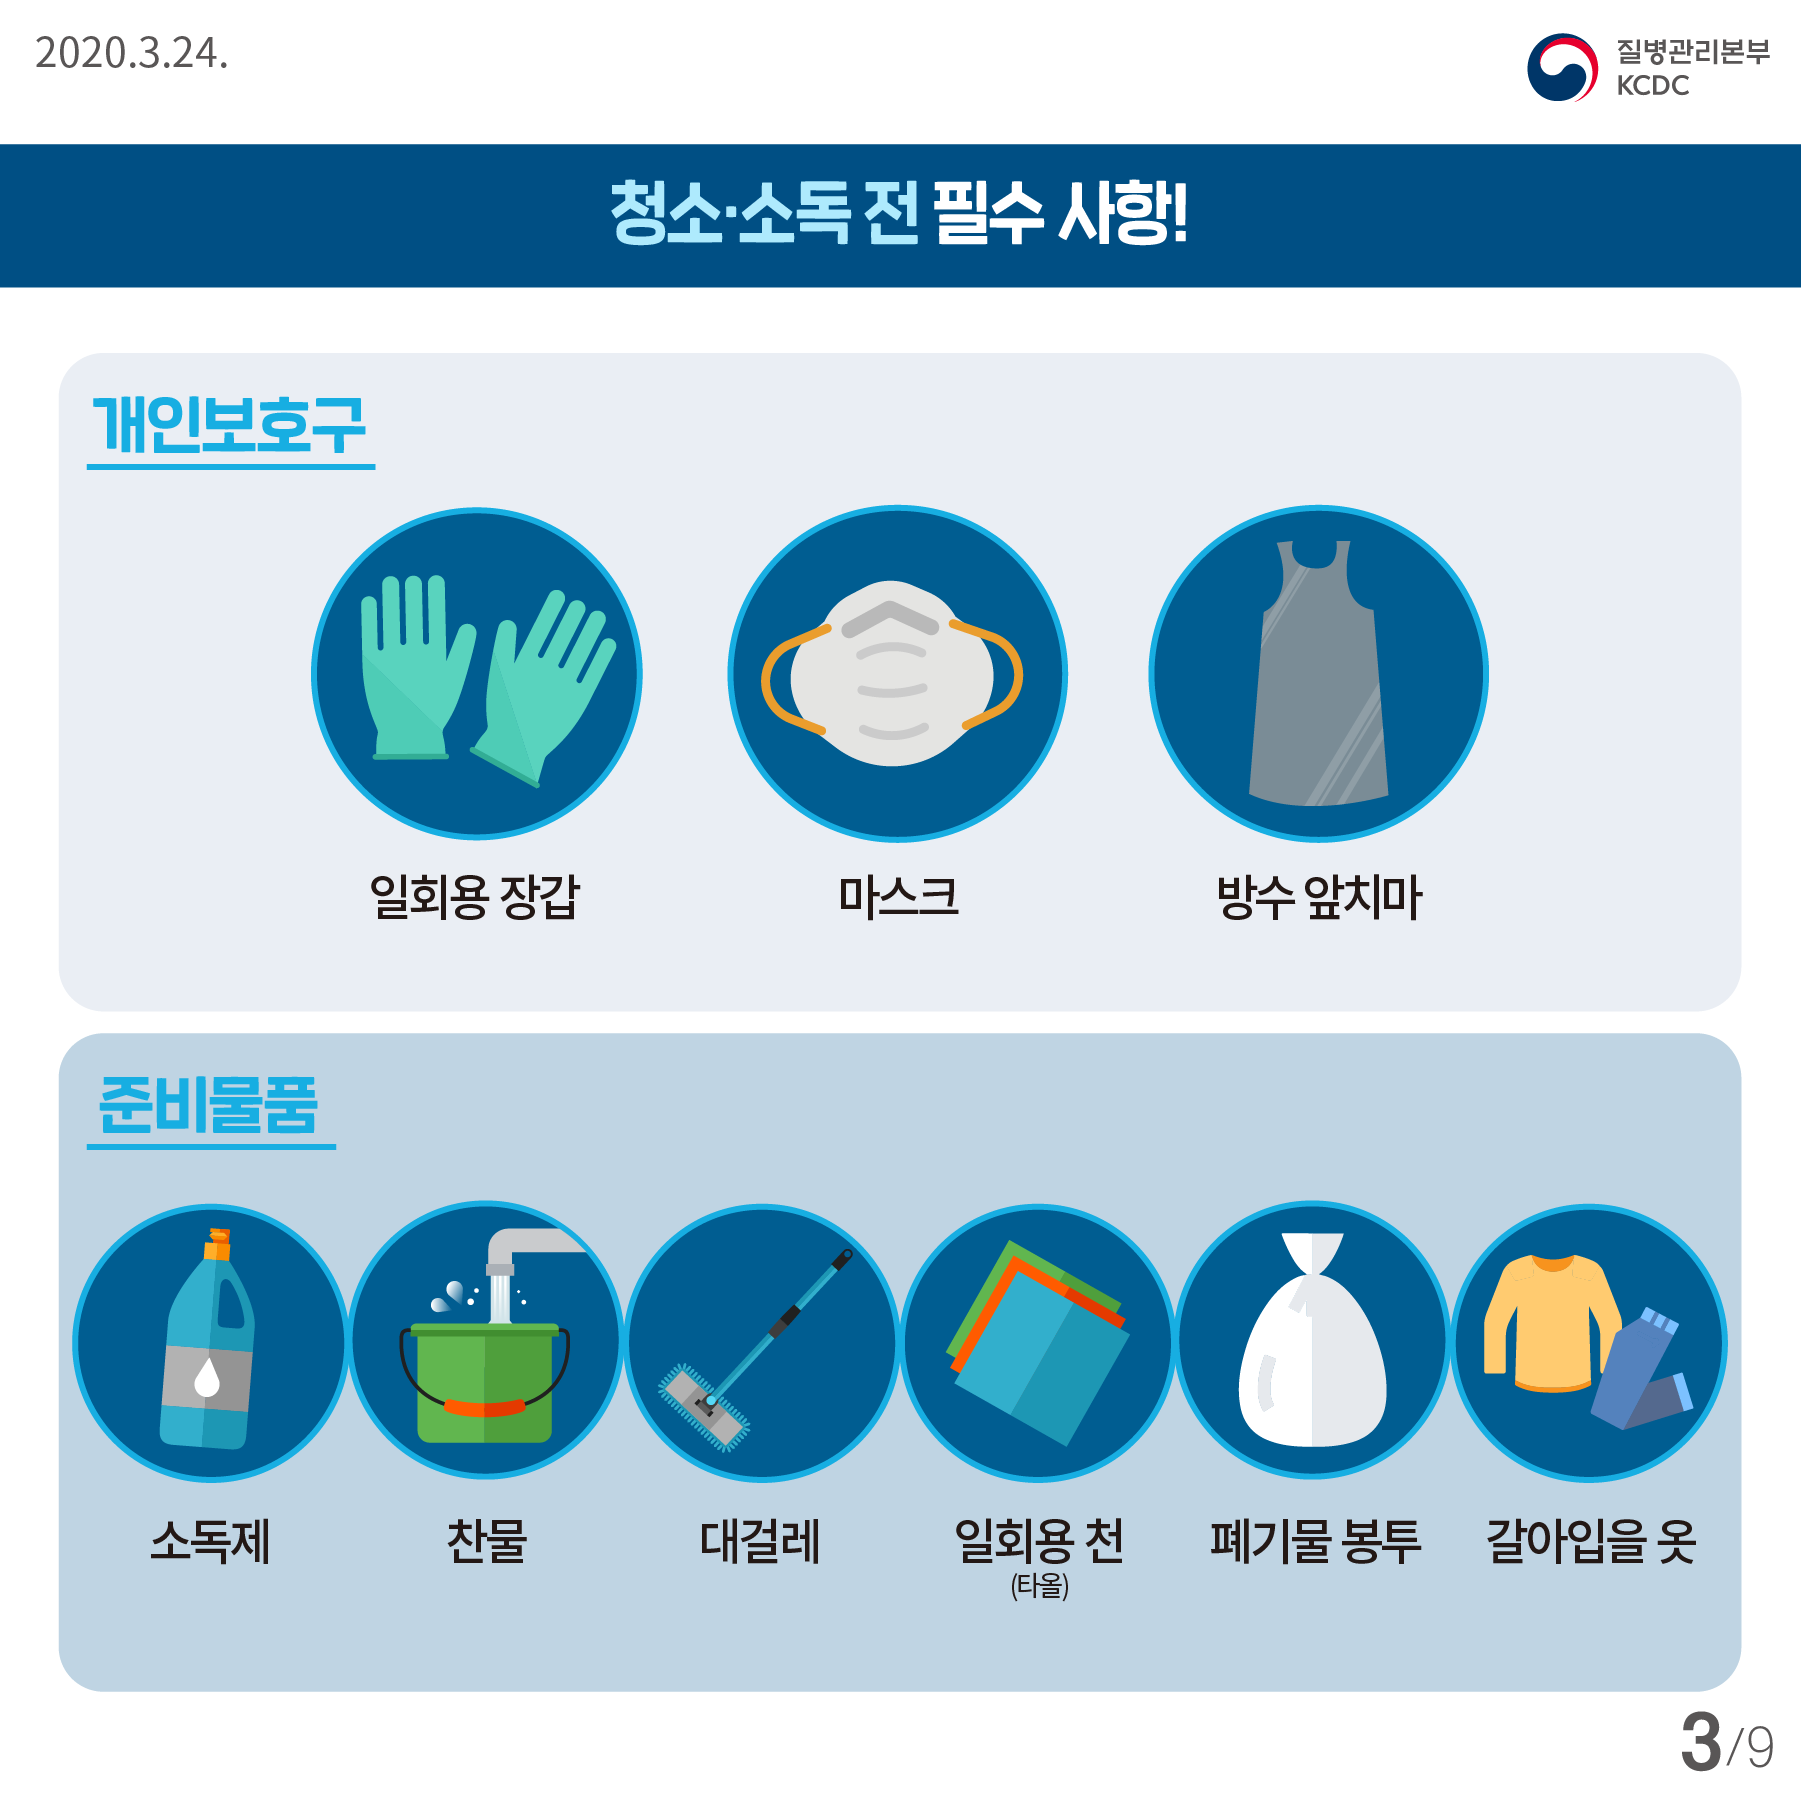 2020.3.24.
질병관리본부
KCDC
청소·소독 전 필수 사항!
개인보호구
일회용 장갑
마스크
방수 앞치마
준비물품
소독제
찬물
대걸레
일회용 천
(타올)
폐기물 봉투
갈아입을 옷
3/9